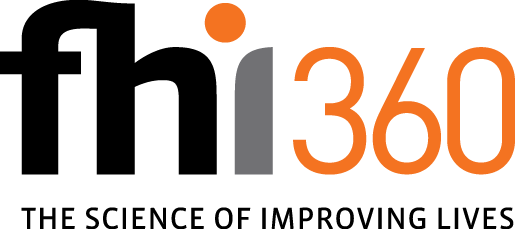 fhi360
THE SCIENCE OF IMPROVING LIVES